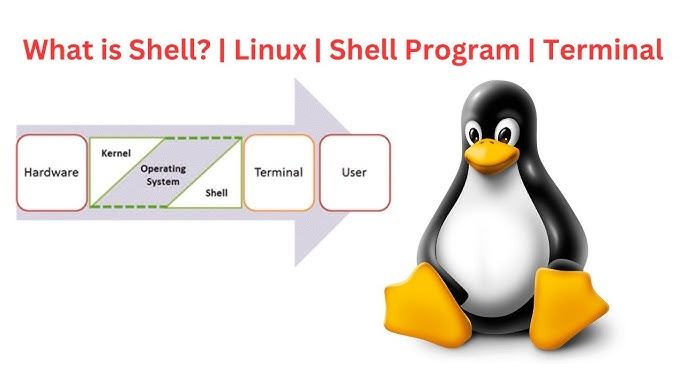 What is Shell? | Linux | Shell Program | Terminal
Hardware
Kernel
Operating
System
Shell
Terminal
User